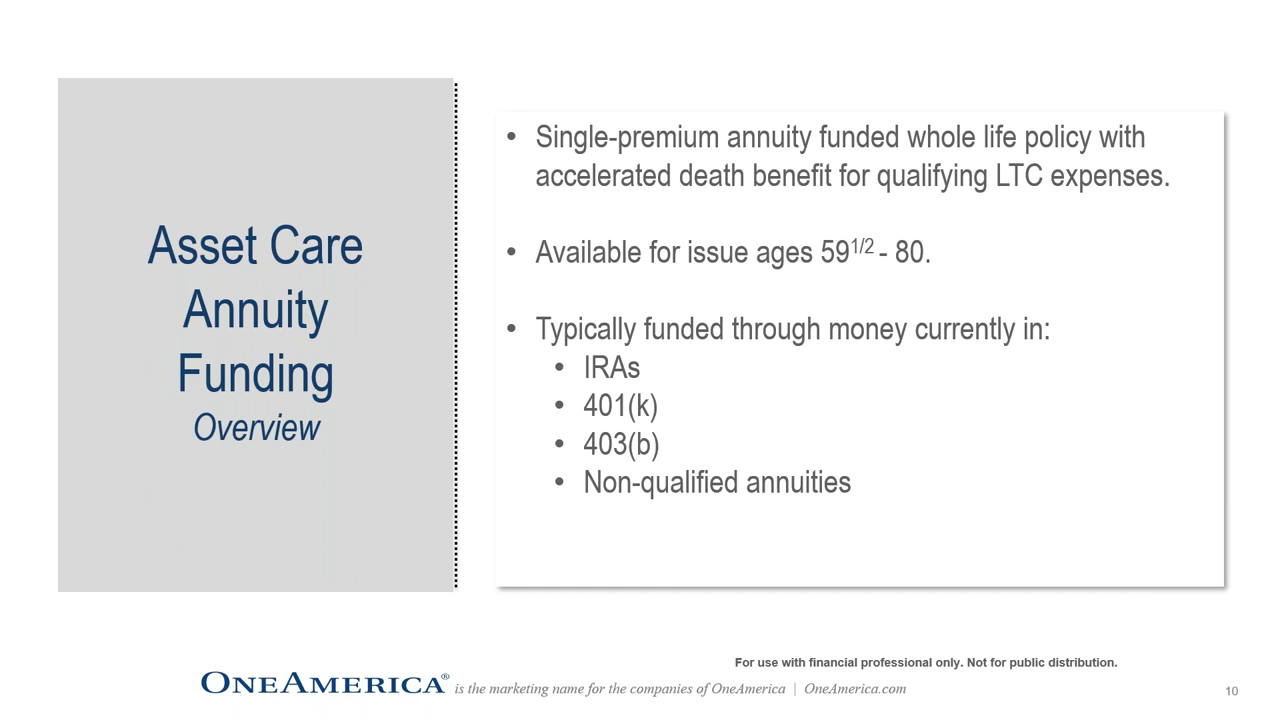 Asset Care
Annuity
Funding
Overview
• Single-premium annuity funded whole life policy with
accelerated death benefit for qualifying LTC expenses.
• Available for issue ages 59 1/2 - 80.
• Typically funded through money currently in:
• IRAs
• 401(k)
• 403(b)
• Non-qualified annuities
For use with financial professional only. Not for public distribution.
ONEAMERICA® is the marketing name for the companies of OneAmerica | OneAmerica.com
10